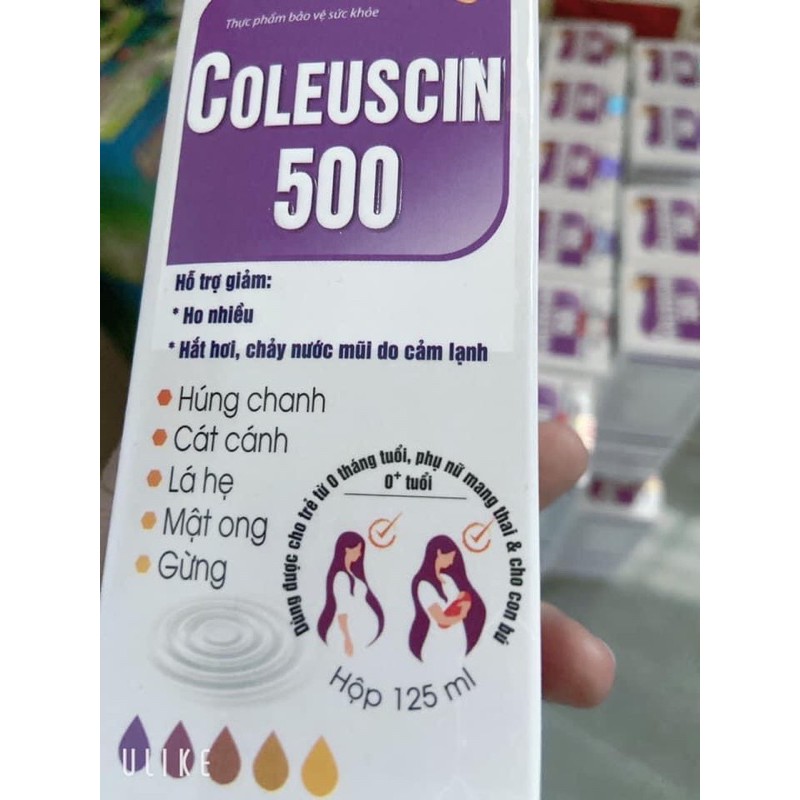 Thực phẩm bảo vệ sức khỏe
COLEUSCIN
500
Hỗ trợ giảm:
* Ho nhiều
* Hắt hơi, chảy nước mũi do cảm lạnh
Húng chanh
Cát cánh
Lá hẹ
Mật ong
Gừng
Dùng được cho trẻ từ 0 tháng tuổi, phụ nữ mang thai & cho con bú
0+ tuổi
Hộp 125 ml
ULIKE